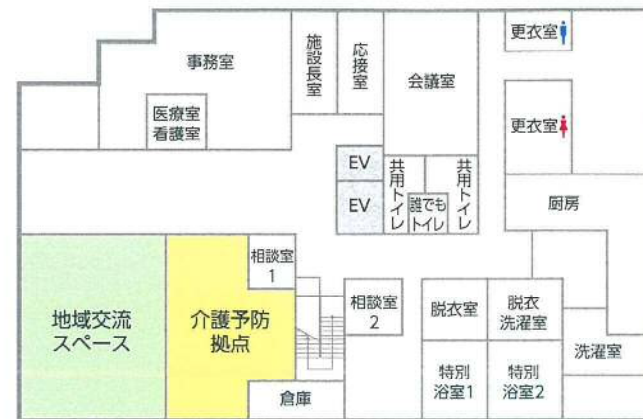 事務室
施設長室
応接室
会議室
更衣室
医療室
看護室
更衣室
EV
EV
共用トイレ
誰でも
トイレ
共用トイレ
厨房
地域交流
スペース
介護予防
拠点
相談室
1
相談室
2
脱衣室
脱衣
洗濯室
洗濯室
倉庫
特別
浴室1
特別
浴室2